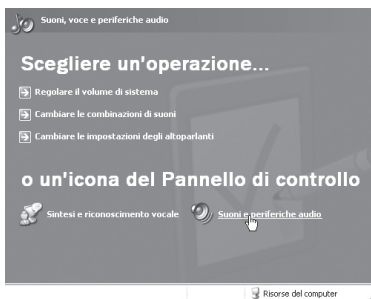 Suoni, voce e periferiche audio
Scegliere un'operazione...
Regolare il volume di sistema
Cambiare le combinazioni di suoni
Cambiare le impostazioni degli altoparlanti
o un'icona del Pannello di controllo
Sintesi e riconoscimento vocale
Suoni e periferiche audio
Risorse del computer